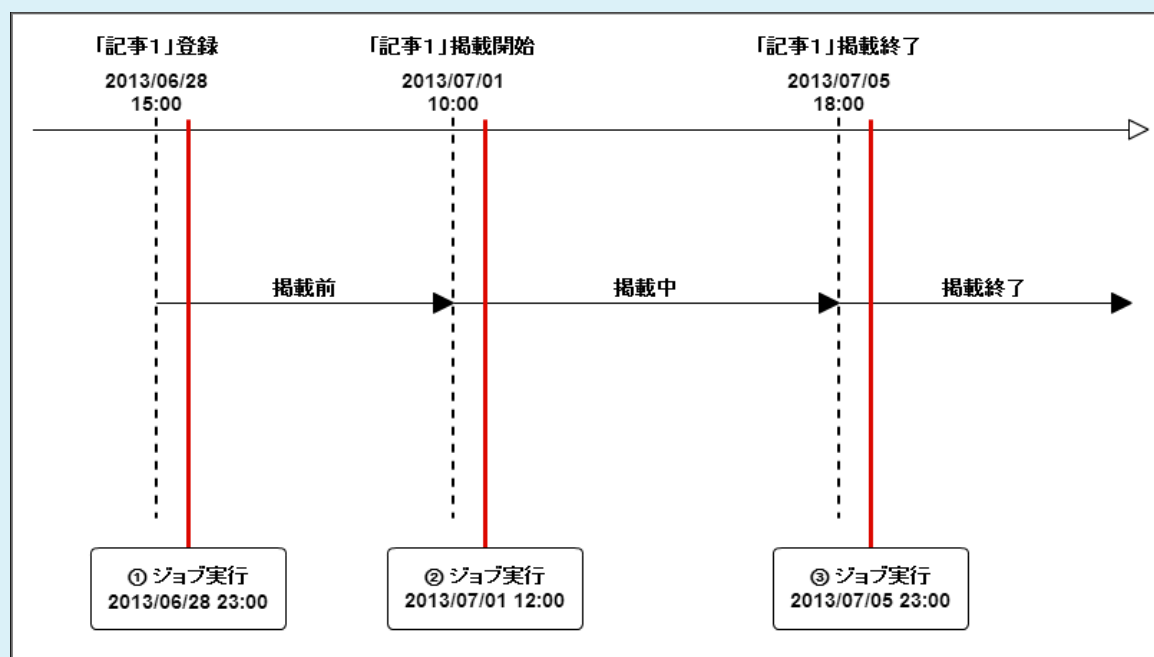 「記事1」登録
2013/06/28
15:00
「記事1」掲載開始
2013/07/01
10:00
「記事1」掲載終了
2013/07/05
18:00
掲載前
掲載中
掲載終了
① ジョブ実行
2013/06/28 23:00
② ジョブ実行
2013/07/01 12:00
③ ジョブ実行
2013/07/05 23:00